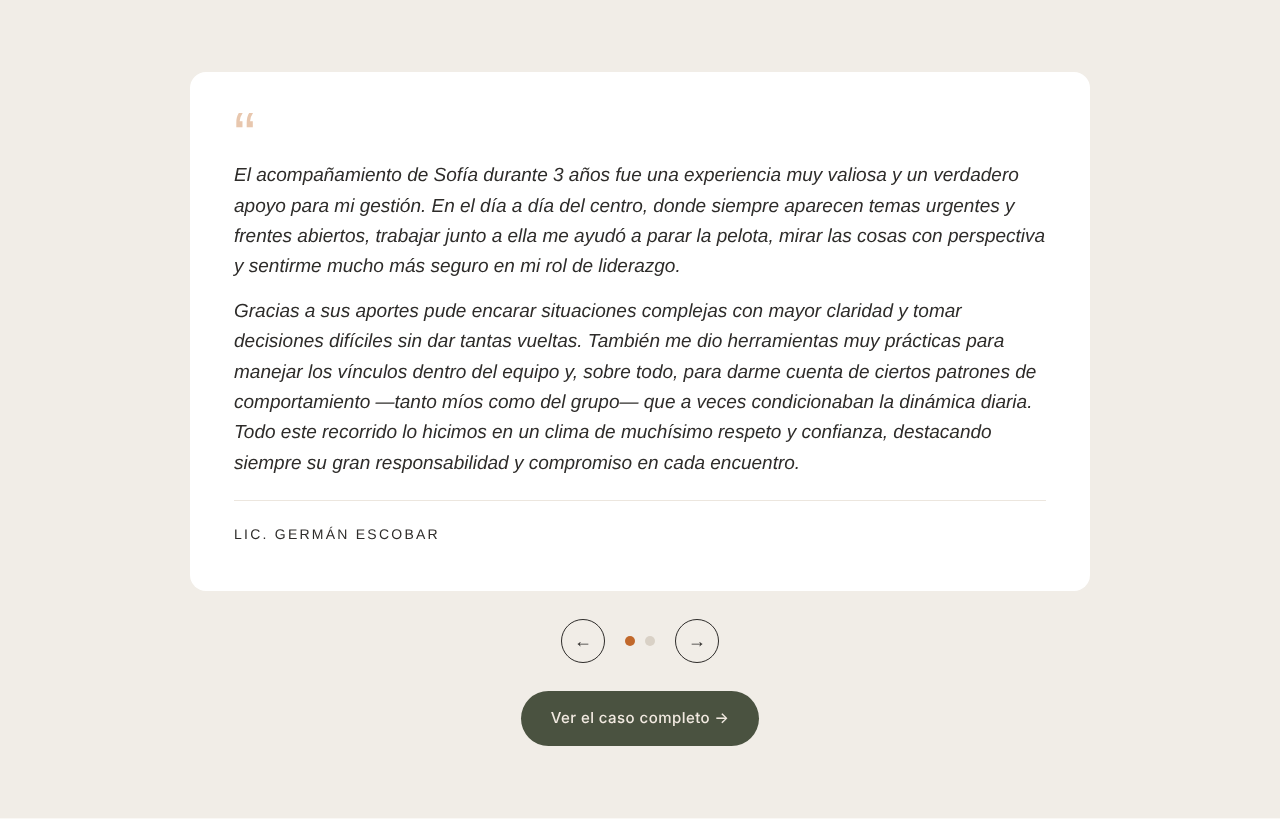 “
El acompañamiento de Sofía durante 3 años fue una experiencia muy valiosa y un verdadero
apoyo para mi gestión. En el día a día del centro, donde siempre aparecen temas urgentes y
frentes abiertos, trabajar junto a ella me ayudó a parar la pelota, mirar las cosas con perspectiva
y sentirme mucho más seguro en mi rol de liderazgo.
Gracias a sus aportes pude encarar situaciones complejas con mayor claridad y tomar
decisiones difíciles sin dar tantas vueltas. También me dio herramientas muy prácticas para
manejar los vínculos dentro del equipo y, sobre todo, para darme cuenta de ciertos patrones de
comportamiento —tanto míos como del grupo— que a veces condicionaban la dinámica diaria.
Todo este recorrido lo hicimos en un clima de muchísimo respeto y confianza, destacando
siempre su gran responsabilidad y compromiso en cada encuentro.
LIC. GERMÁN ESCOBAR
← →
Ver el caso completo →